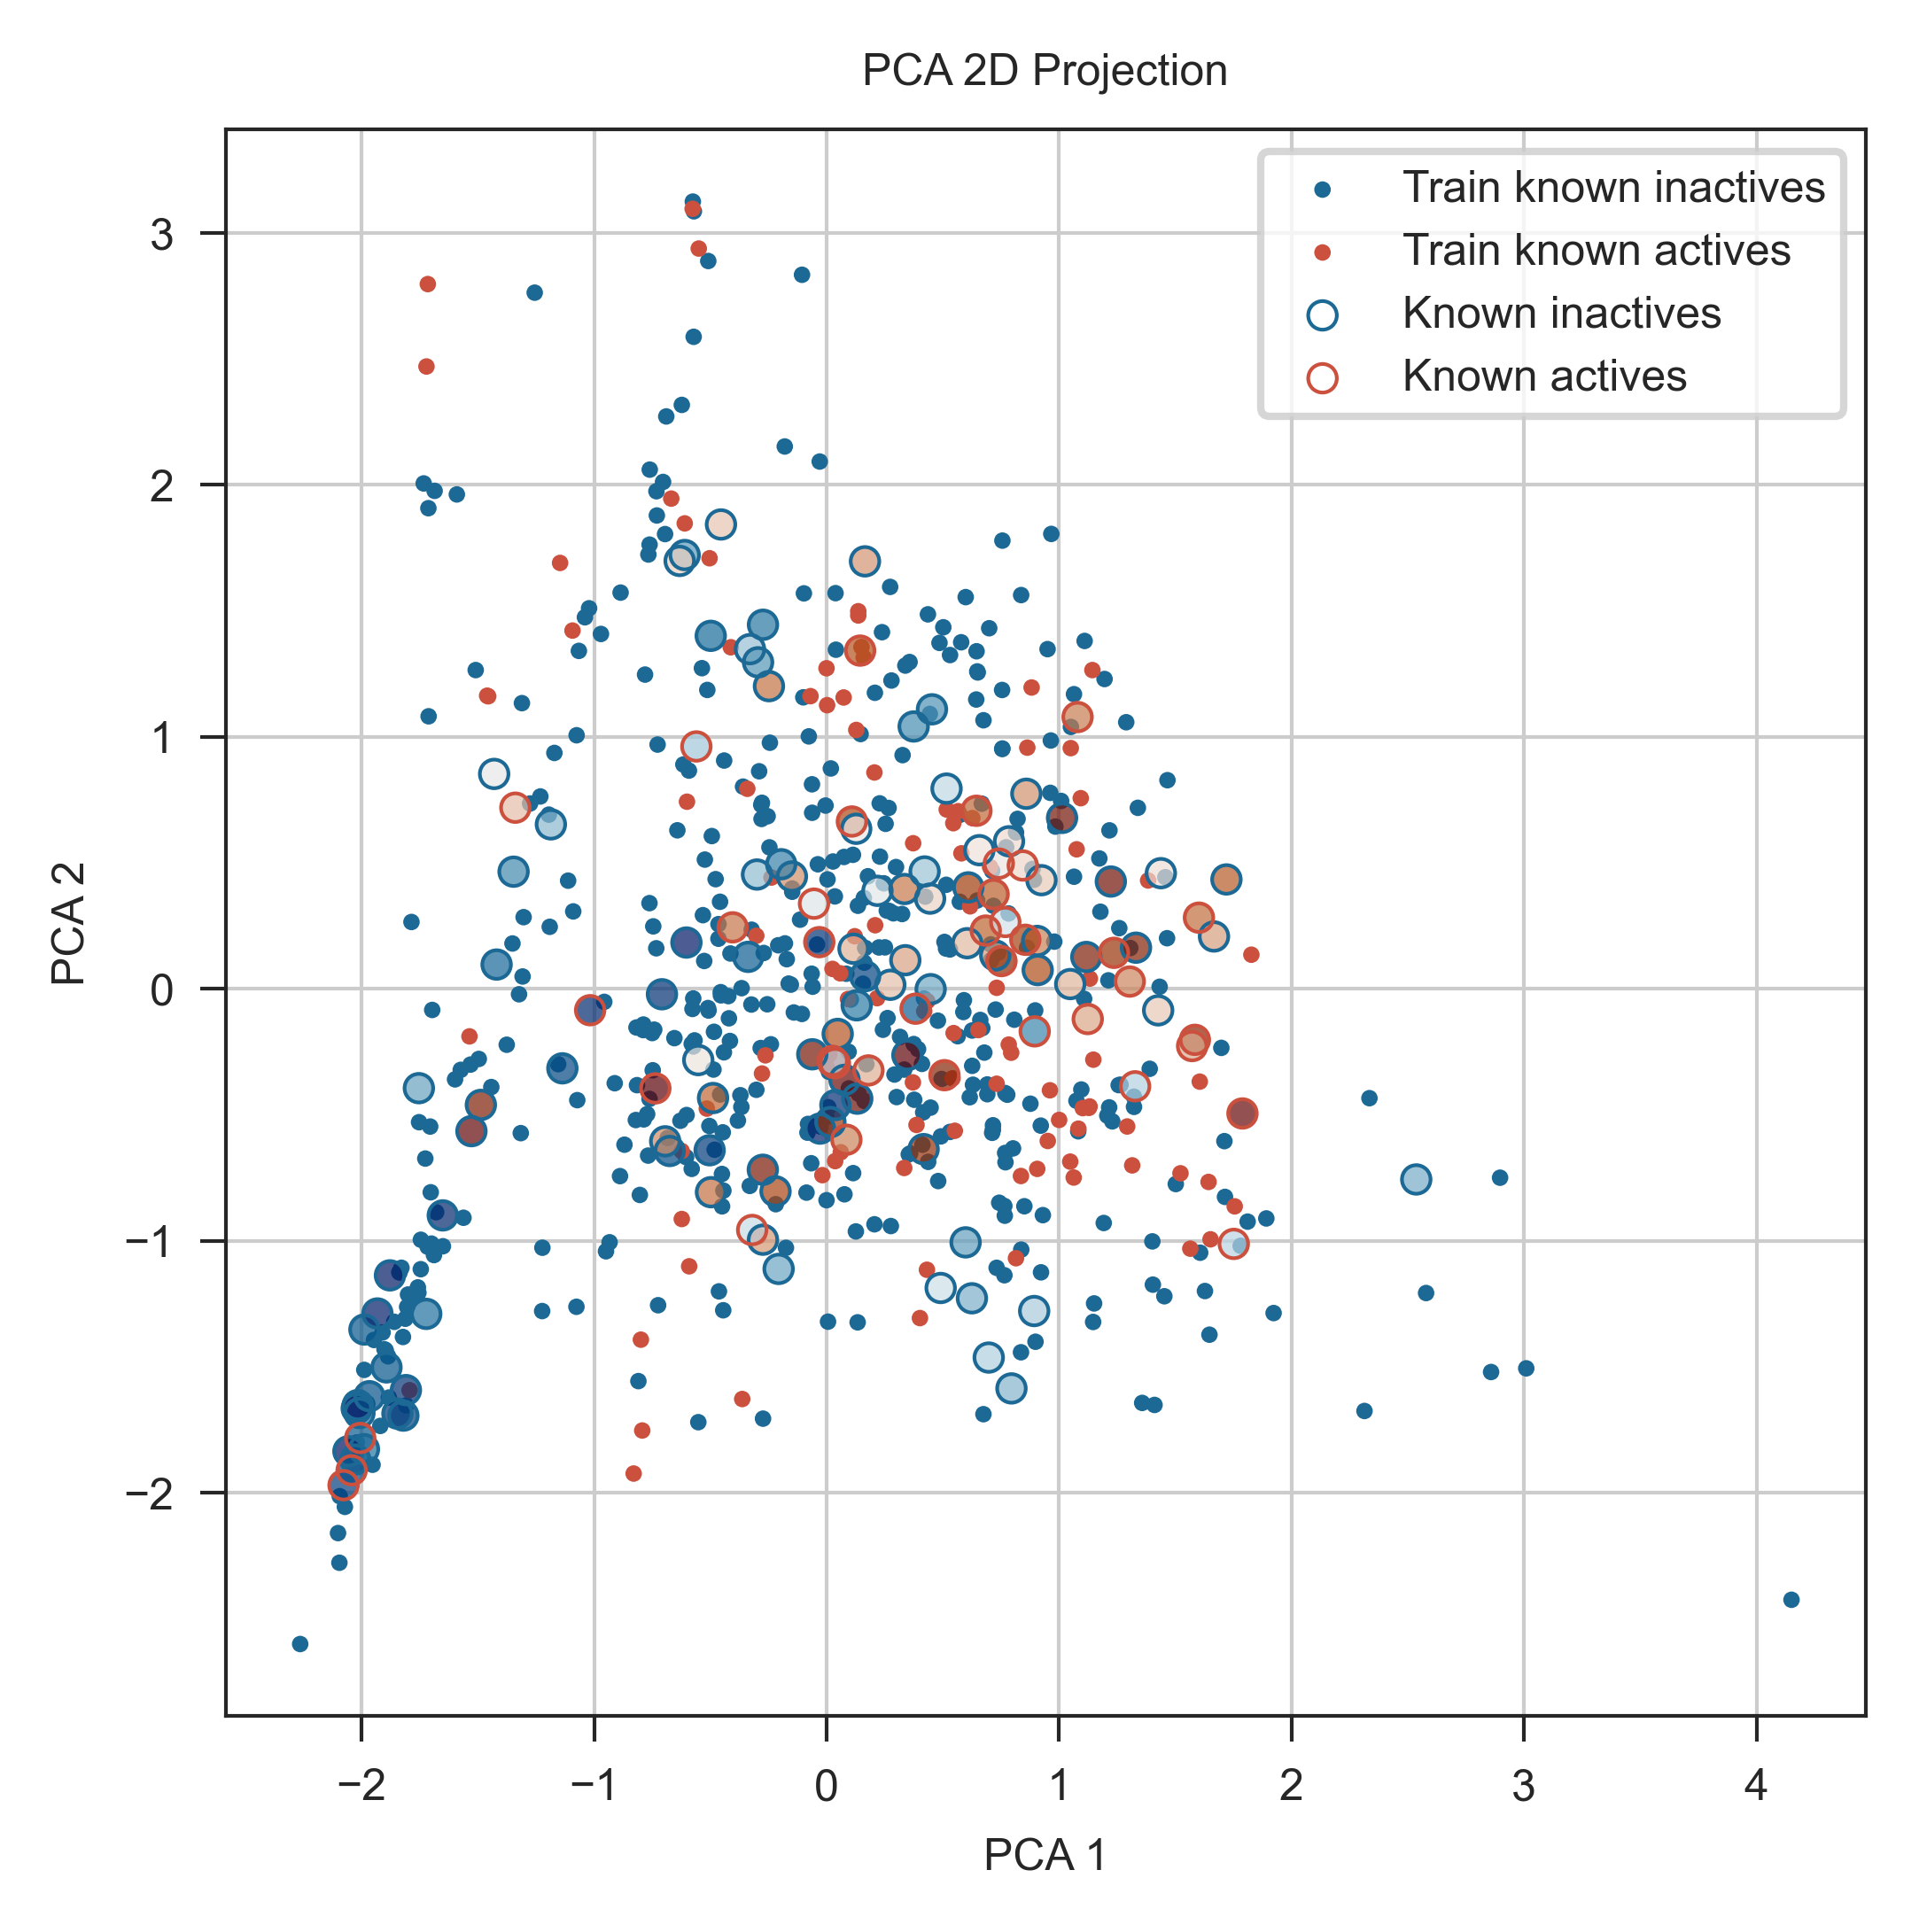 PCA 2D Projection
Train known inactives
Train known actives
Known inactives
Known actives
3
2
1
0
−1
−2
PCA 2
−2
−1
0
1
2
3
4
PCA 1